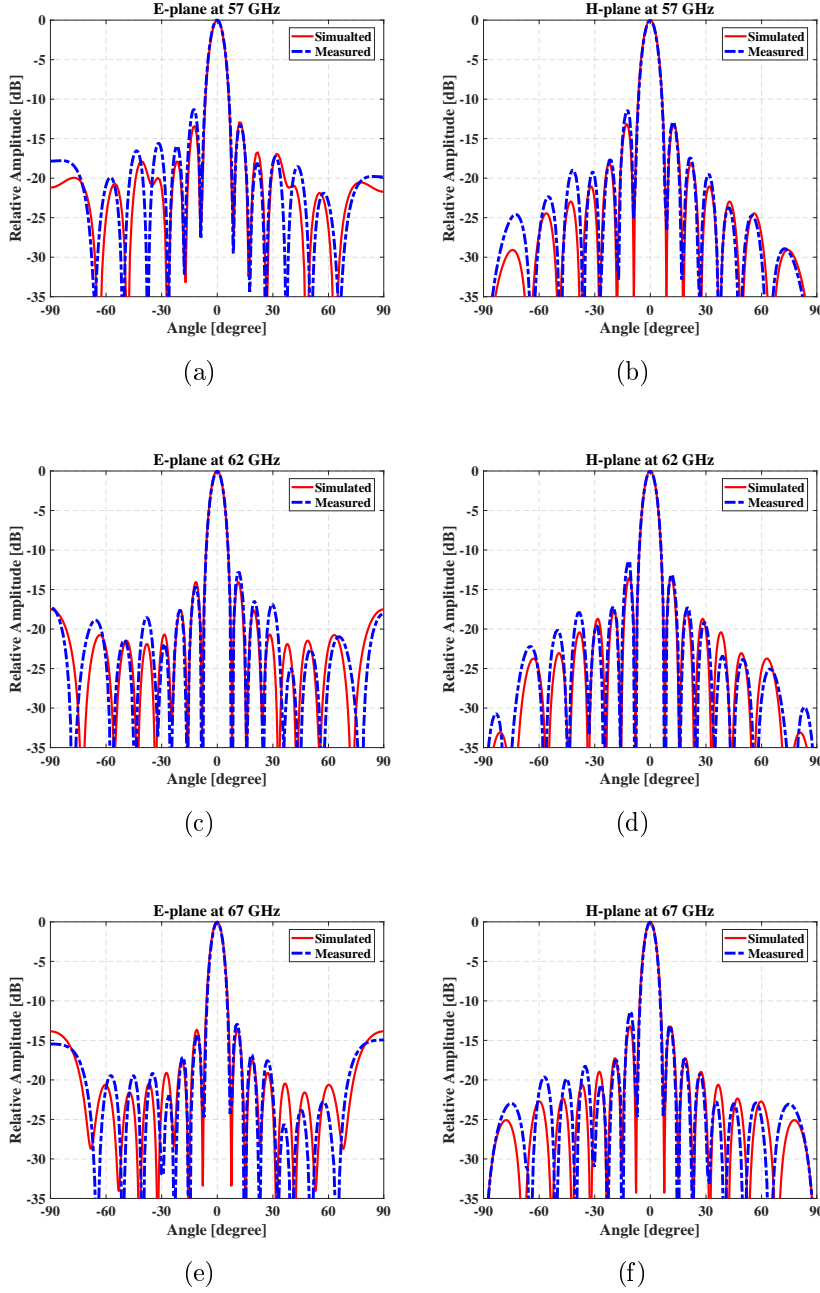 E-plane at 57 GHz
Relative Amplitude [dB]
0
-5
-10
-15
-20
-25
-30
-35
-90
-60
-30
0
30
60
90
Angle [degree]
Simualted
Measured
(a)
H-plane at 57 GHz
Relative Amplitude [dB]
0
-5
-10
-15
-20
-25
-30
-35
-90
-60
-30
0
30
60
90
Angle [degree]
Simulated
Measured
(b)
E-plane at 62 GHz
Relative Amplitude [dB]
0
-5
-10
-15
-20
-25
-30
-35
-90
-60
-30
0
30
60
90
Angle [degree]
Simulated
Measured
(c)
H-plane at 62 GHz
Relative Amplitude [dB]
0
-5
-10
-15
-20
-25
-30
-35
-90
-60
-30
0
30
60
90
Angle [degree]
Simulated
Measured
(d)
E-plane at 67 GHz
Relative Amplitude [dB]
0
-5
-10
-15
-20
-25
-30
-35
-90
-60
-30
0
30
60
90
Angle [degree]
Simulated
Measured
(e)
H-plane at 67 GHz
Relative Amplitude [dB]
0
-5
-10
-15
-20
-25
-30
-35
-90
-60
-30
0
30
60
90
Angle [degree]
Simulated
Measured
(f)